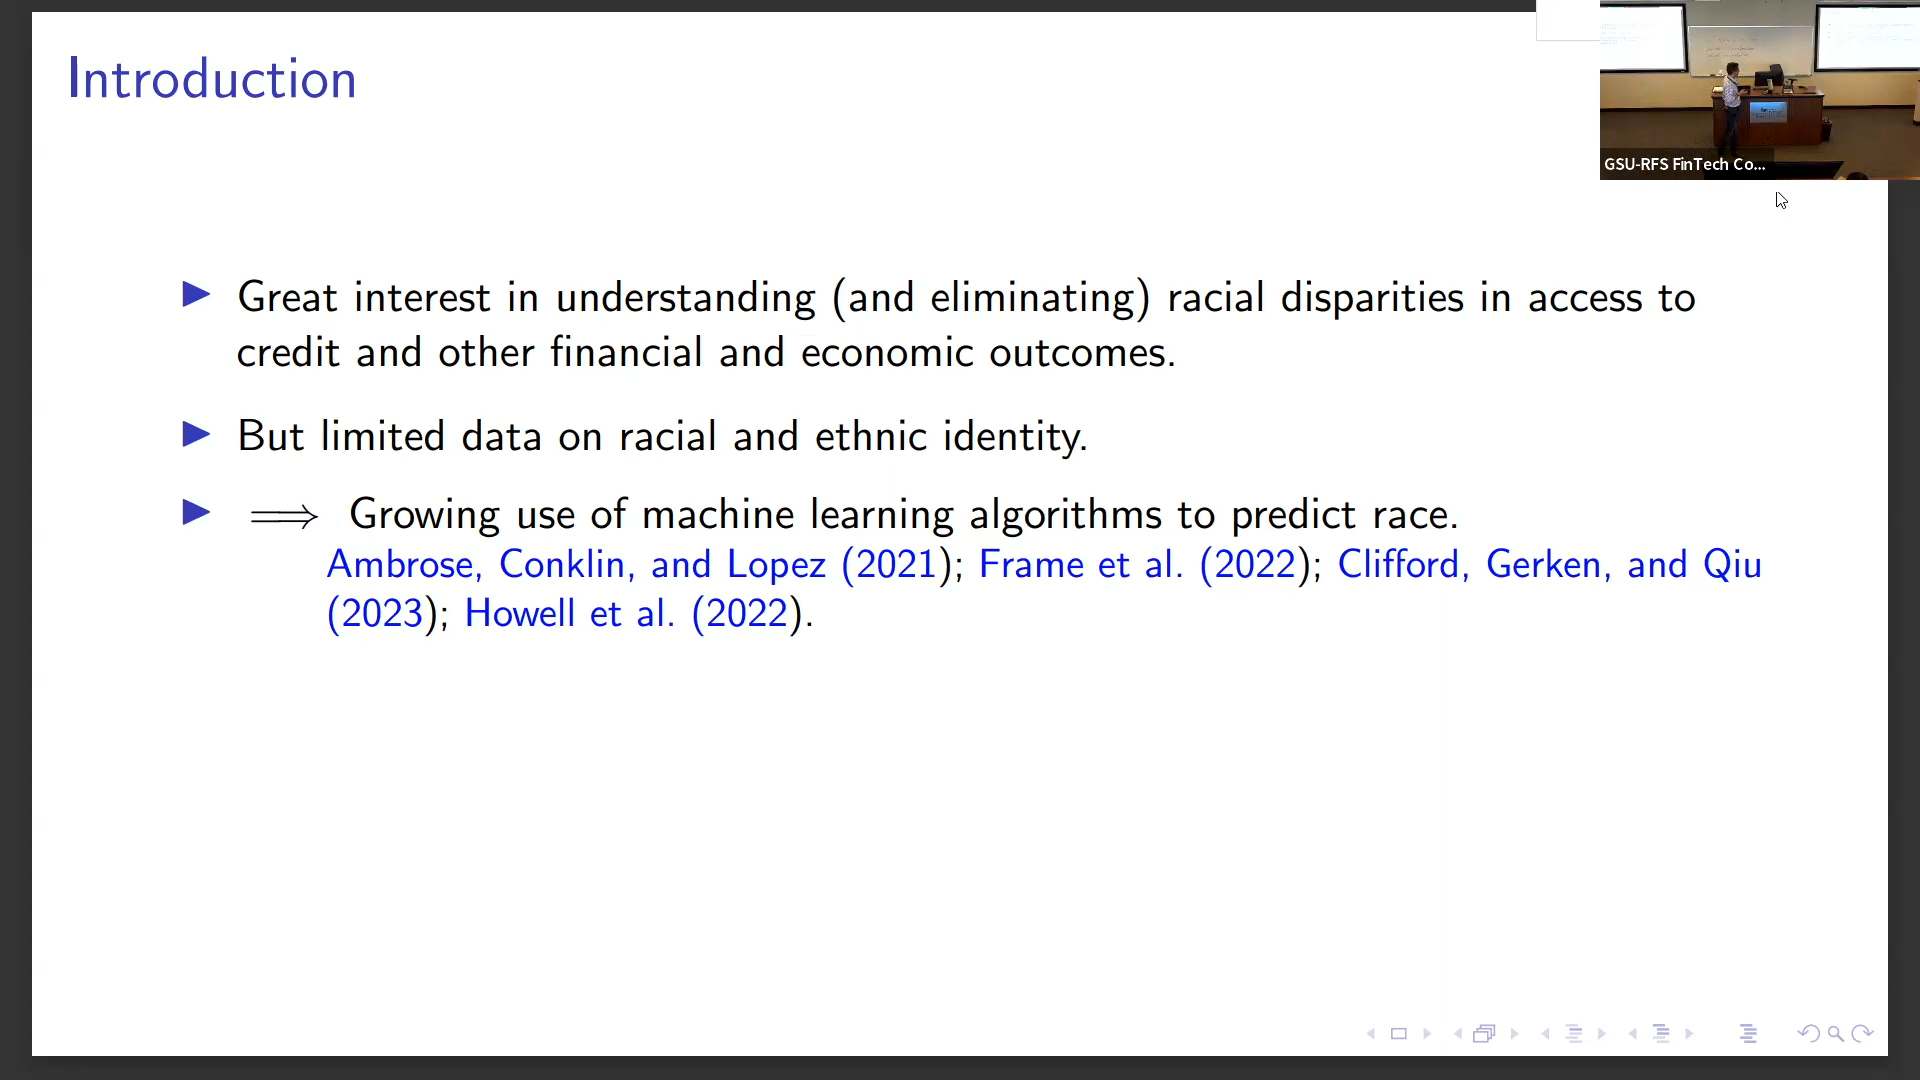 Introduction
GSU-RFS FinTech Co...
▶ Great interest in understanding (and eliminating) racial disparities in access to
credit and other financial and economic outcomes.
▶ But limited data on racial and ethnic identity.
▶ ⟹ Growing use of machine learning algorithms to predict race.
Ambrose, Conklin, and Lopez (2021); Frame et al. (2022); Clifford, Gerken, and Qiu
(2023); Howell et al. (2022).